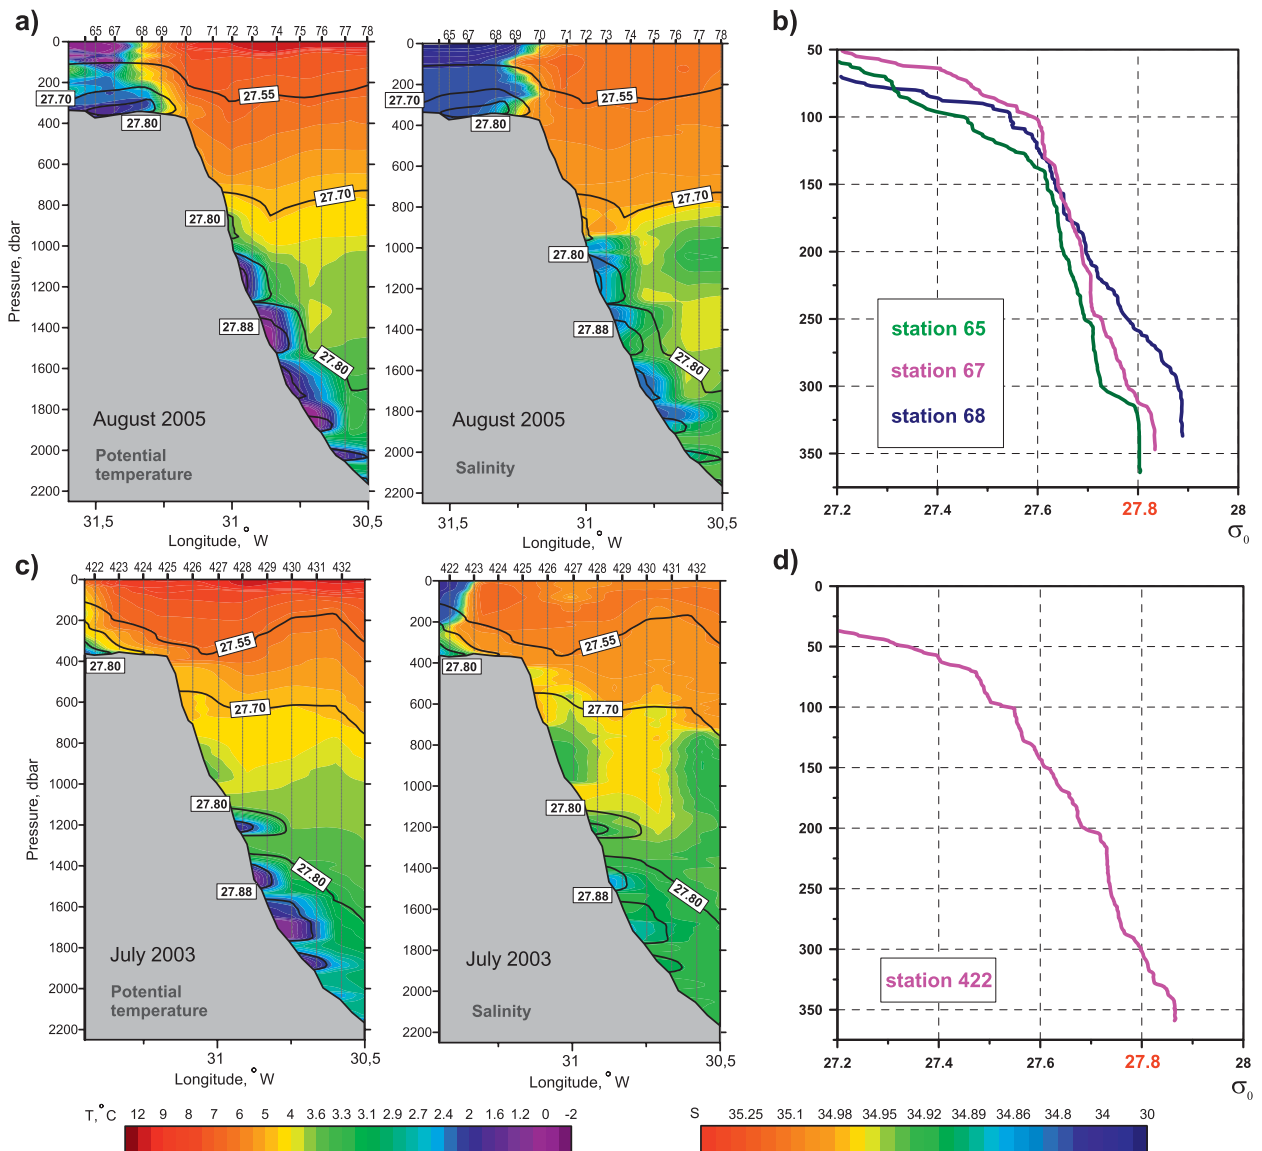 a)
65 67 68 69 70 71 72 73 74 75 76 77 78
0
200
400
600
800
1000
1200
1400
1600
1800
2000
2200
Pressure, dbar
27.55
27.70
27.80
27.70
27.80
27.88
27.80
August 2005
Potential
temperature
31,5 31 30,5
Longitude, ° W
65 67 68 69 70 71 72 73 74 75 76 77 78
0
200
400
600
800
1000
1200
1400
1600
1800
2000
2200
27.55
27.70
27.80
27.70
27.80
27.88
27.80
August 2005
Salinity
31,5 31 30,5
Longitude, ° W
b)
50
100
150
200
250
300
350
station 65
station 67
station 68
27.2 27.4 27.6 27.8 28
σ₀
c)
422 423 424 425 426 427 428 429 430 431 432
0
200
400
600
800
1000
1200
1400
1600
1800
2000
2200
Pressure, dbar
27.55
27.80
27.70
27.80
27.80
27.88
July 2003
Potential
temperature
31 30,5
Longitude, ° W
422 423 424 425 426 427 428 429 430 431 432
0
200
400
600
800
1000
1200
1400
1600
1800
2000
2200
27.55
27.80
27.70
27.80
27.80
27.88
July 2003
Salinity
31 30,5
Longitude, ° W
d)
0
50
100
150
200
250
300
350
station 422
27.2 27.4 27.6 27.8 28
σ₀
T,°C 12 9 8 7 6 5 4 3.6 3.3 3.1 2.9 2.7 2.4 2 1.6 1.2 0 -2
S 35.25 35.1 34.98 34.95 34.92 34.89 34.86 34.8 34 30